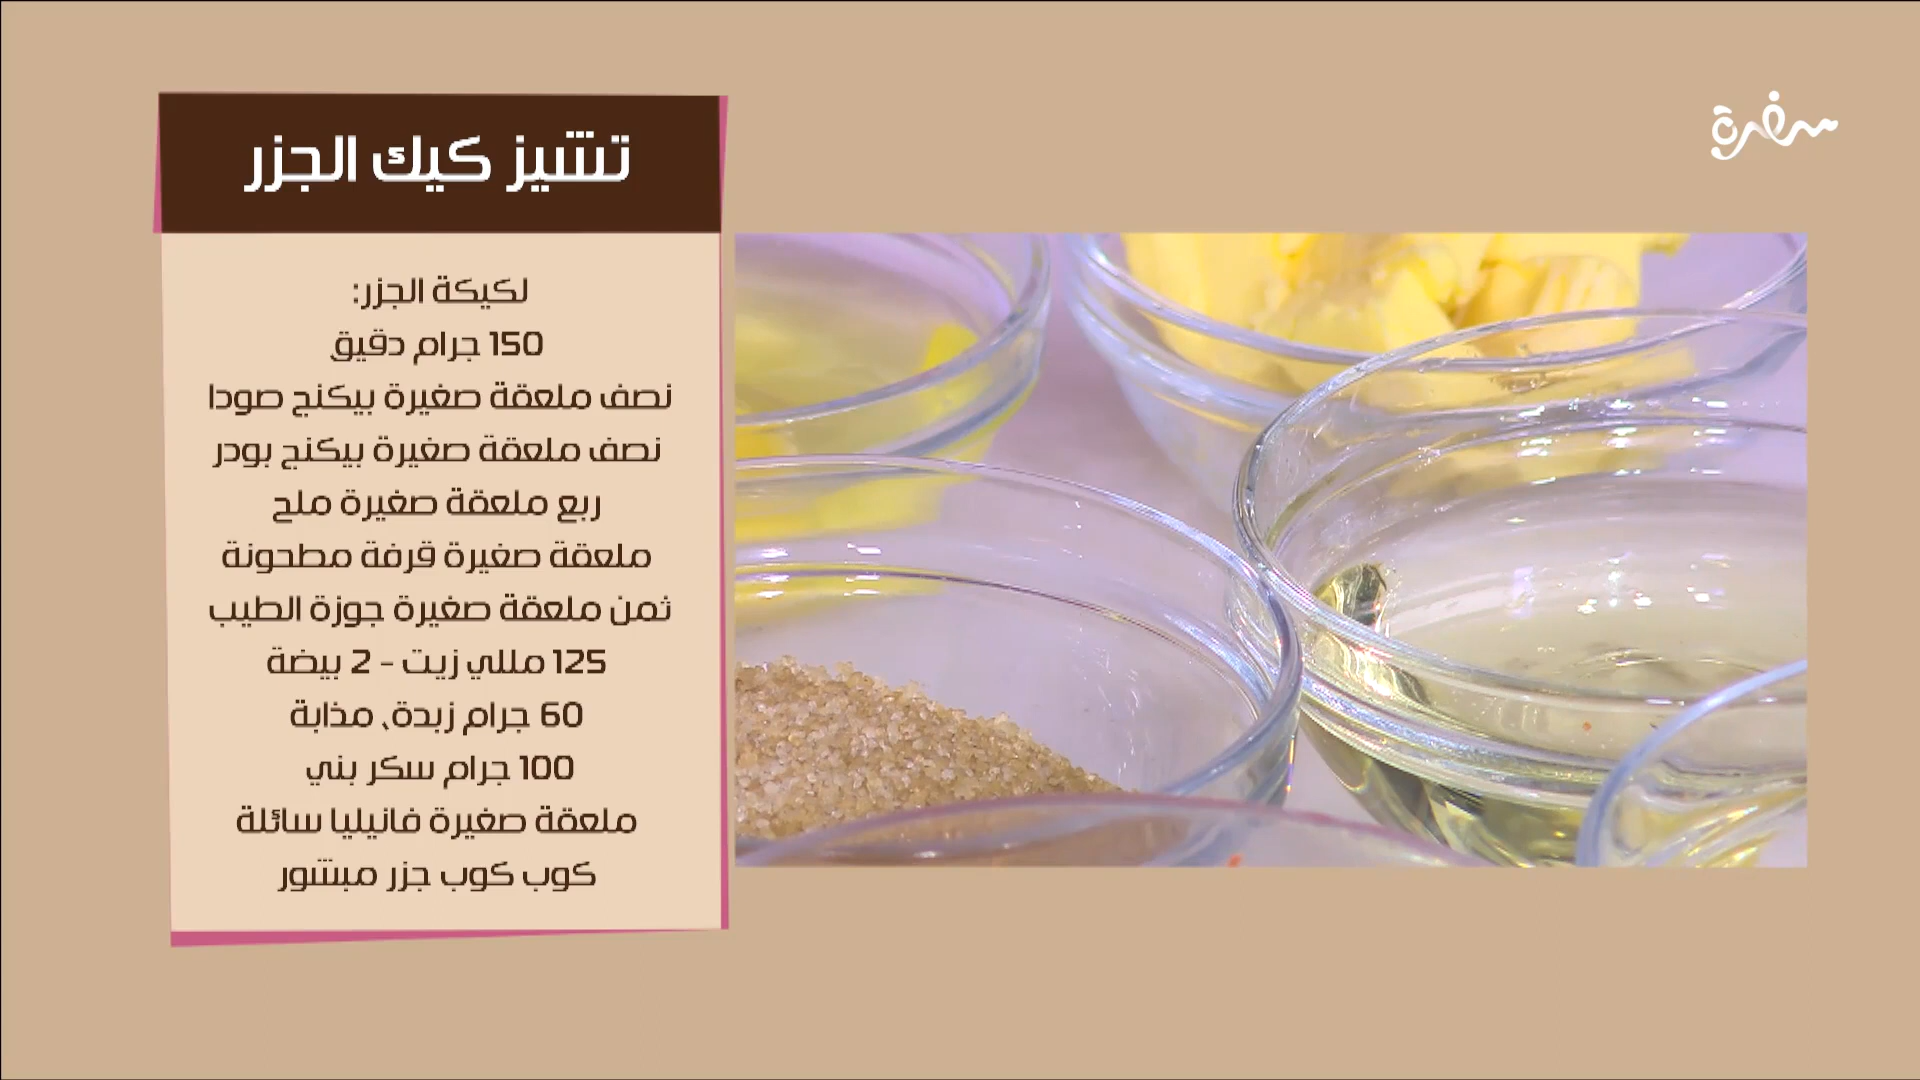 سفرة
تشيز كيك الجزر
لكيكة الجزر:
150 جرام دقيق
نصف ملعقة صغيرة بيكنج صودا
نصف ملعقة صغيرة بيكنج بودر
ربع ملعقة صغيرة ملح
ملعقة صغيرة قرفة مطحونة
ثمن ملعقة صغيرة جوزة الطيب
125 مللي زيت - 2 بيضة
60 جرام زبدة، مذابة
100 جرام سكر بني
ملعقة صغيرة فانيليا سائلة
كوب كوب جزر مبشور